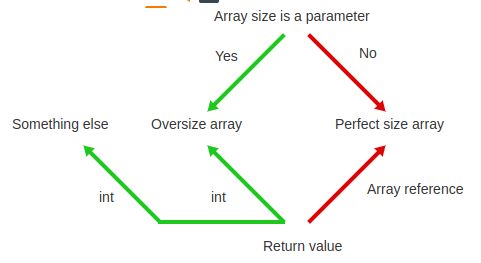 Array size is a parameter
Yes
No
Something else
Oversize array
Perfect size array
int
int
Array reference
Return value